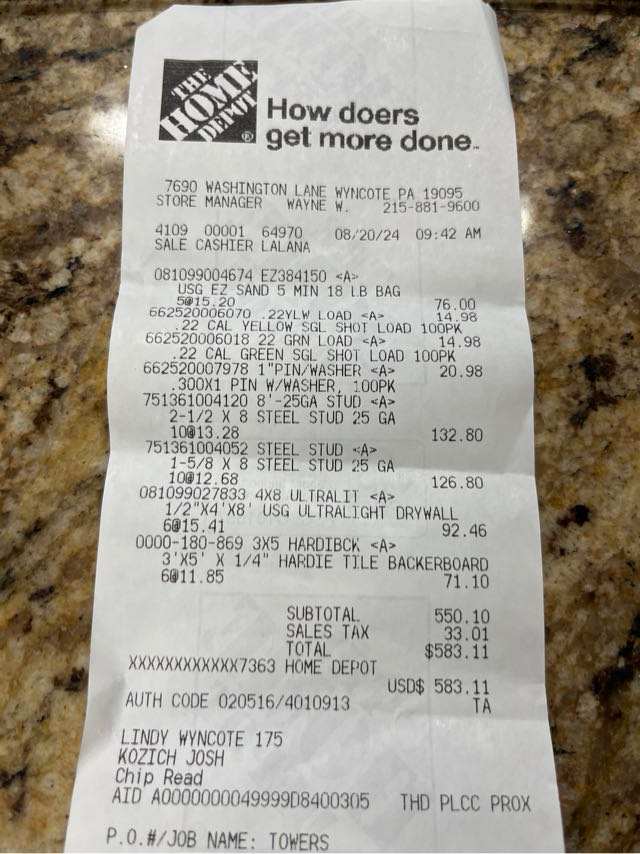 THE
HOME
DEPOT®
How doers
get more done™
7690 WASHINGTON LANE WYNCOTE PA 19095
STORE MANAGER WAYNE W. 215-881-9600
4109 00001 64970 08/20/24 09:42 AM
SALE CASHIER LALANA
081099004674 EZ384150 <A>
USG EZ SAND 5 MIN 18 LB BAG
5@15.20 76.00
662520006070 .22YLW LOAD <A> 14.98
.22 CAL YELLOW SGL SHOT LOAD 100PK
662520006018 22 GRN LOAD <A> 14.98
.22 CAL GREEN SGL SHOT LOAD 100PK
662520007978 1"PIN/WASHER <A> 20.98
.300X1 PIN W/WASHER, 100PK
751361004120 8'-25GA STUD <A>
2-1/2 X 8 STEEL STUD 25 GA
10@13.28 132.80
751361004052 STEEL STUD <A>
1-5/8 X 8 STEEL STUD 25 GA
10@12.68 126.80
081099027833 4X8 ULTRALIT <A>
1/2"X4'X8' USG ULTRALIGHT DRYWALL
6@15.41 92.46
0000-180-869 3X5 HARDIBCK <A>
3'X5' X 1/4" HARDIE TILE BACKERBOARD
6@11.85 71.10
SUBTOTAL 550.10
SALES TAX 33.01
TOTAL $583.11
XXXXXXXXXXXX7363 HOME DEPOT
USD$ 583.11
AUTH CODE 020516/4010913 TA
LINDY WYNCOTE 175
KOZICH JOSH
Chip Read
AID A0000000049999D8400305 THD PLCC PROX
P.O.#/JOB NAME: TOWERS